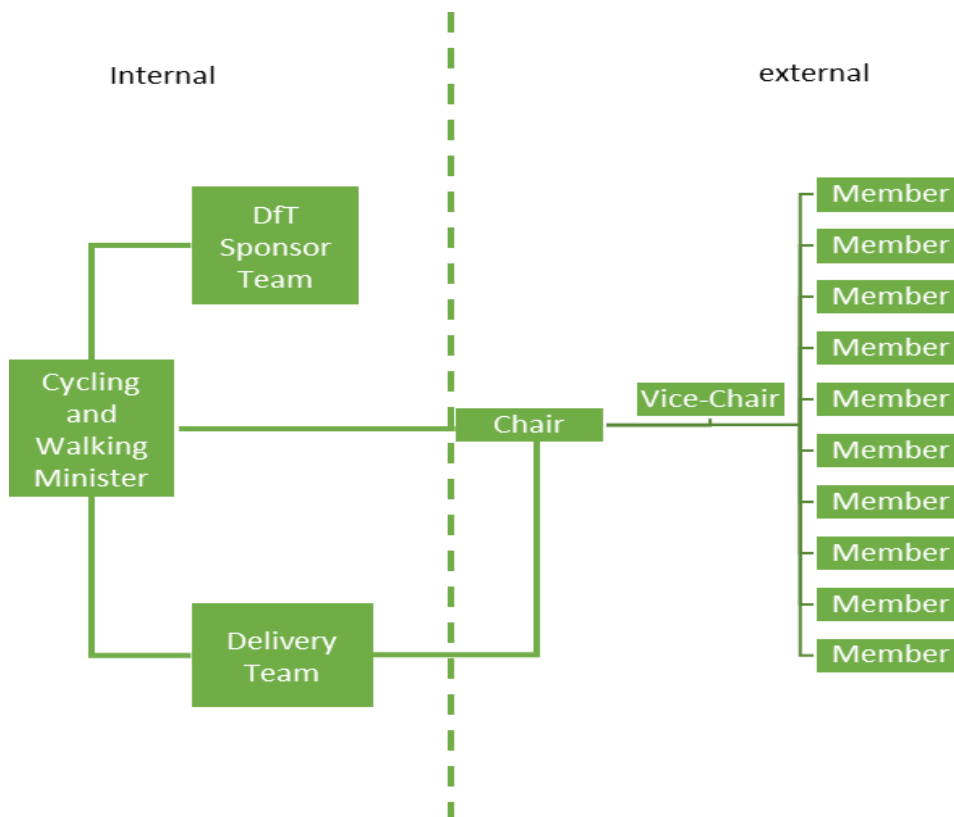 Internal
external
DfT
Sponsor
Team
Cycling
and
Walking
Minister
Delivery
Team
Chair
Vice-Chair
Member
Member
Member
Member
Member
Member
Member
Member
Member
Member